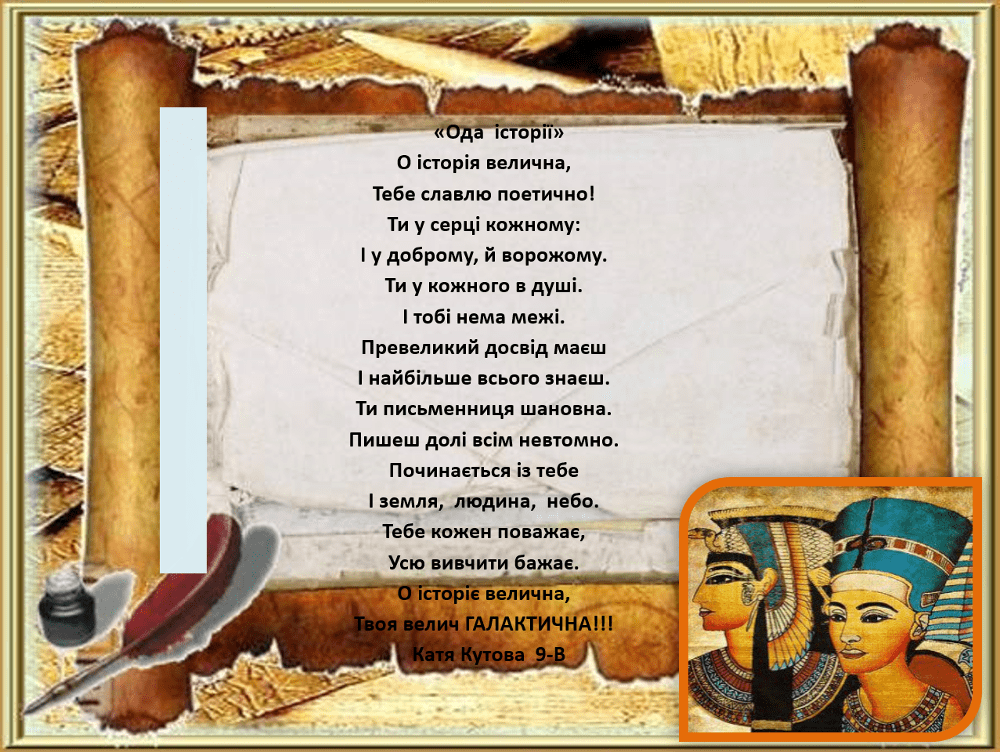 «Ода  історії»
О історія велична,
Тебе славлю поетично!
Ти у серці кожному:
І у доброму, й ворожому.
Ти у кожного в душі.
І тобі нема межі.
Превеликий досвід маєш
І найбільше всього знаєш.
Ти письменниця шановна.
Пишеш долі всім невтомно.
Починається із тебе
І земля,  людина,  небо.
Тебе кожен поважає,
Усю вивчити бажає.
О історіє велична,
Твоя велич ГАЛАКТИЧНА!!!
Катя Кутова  9-В